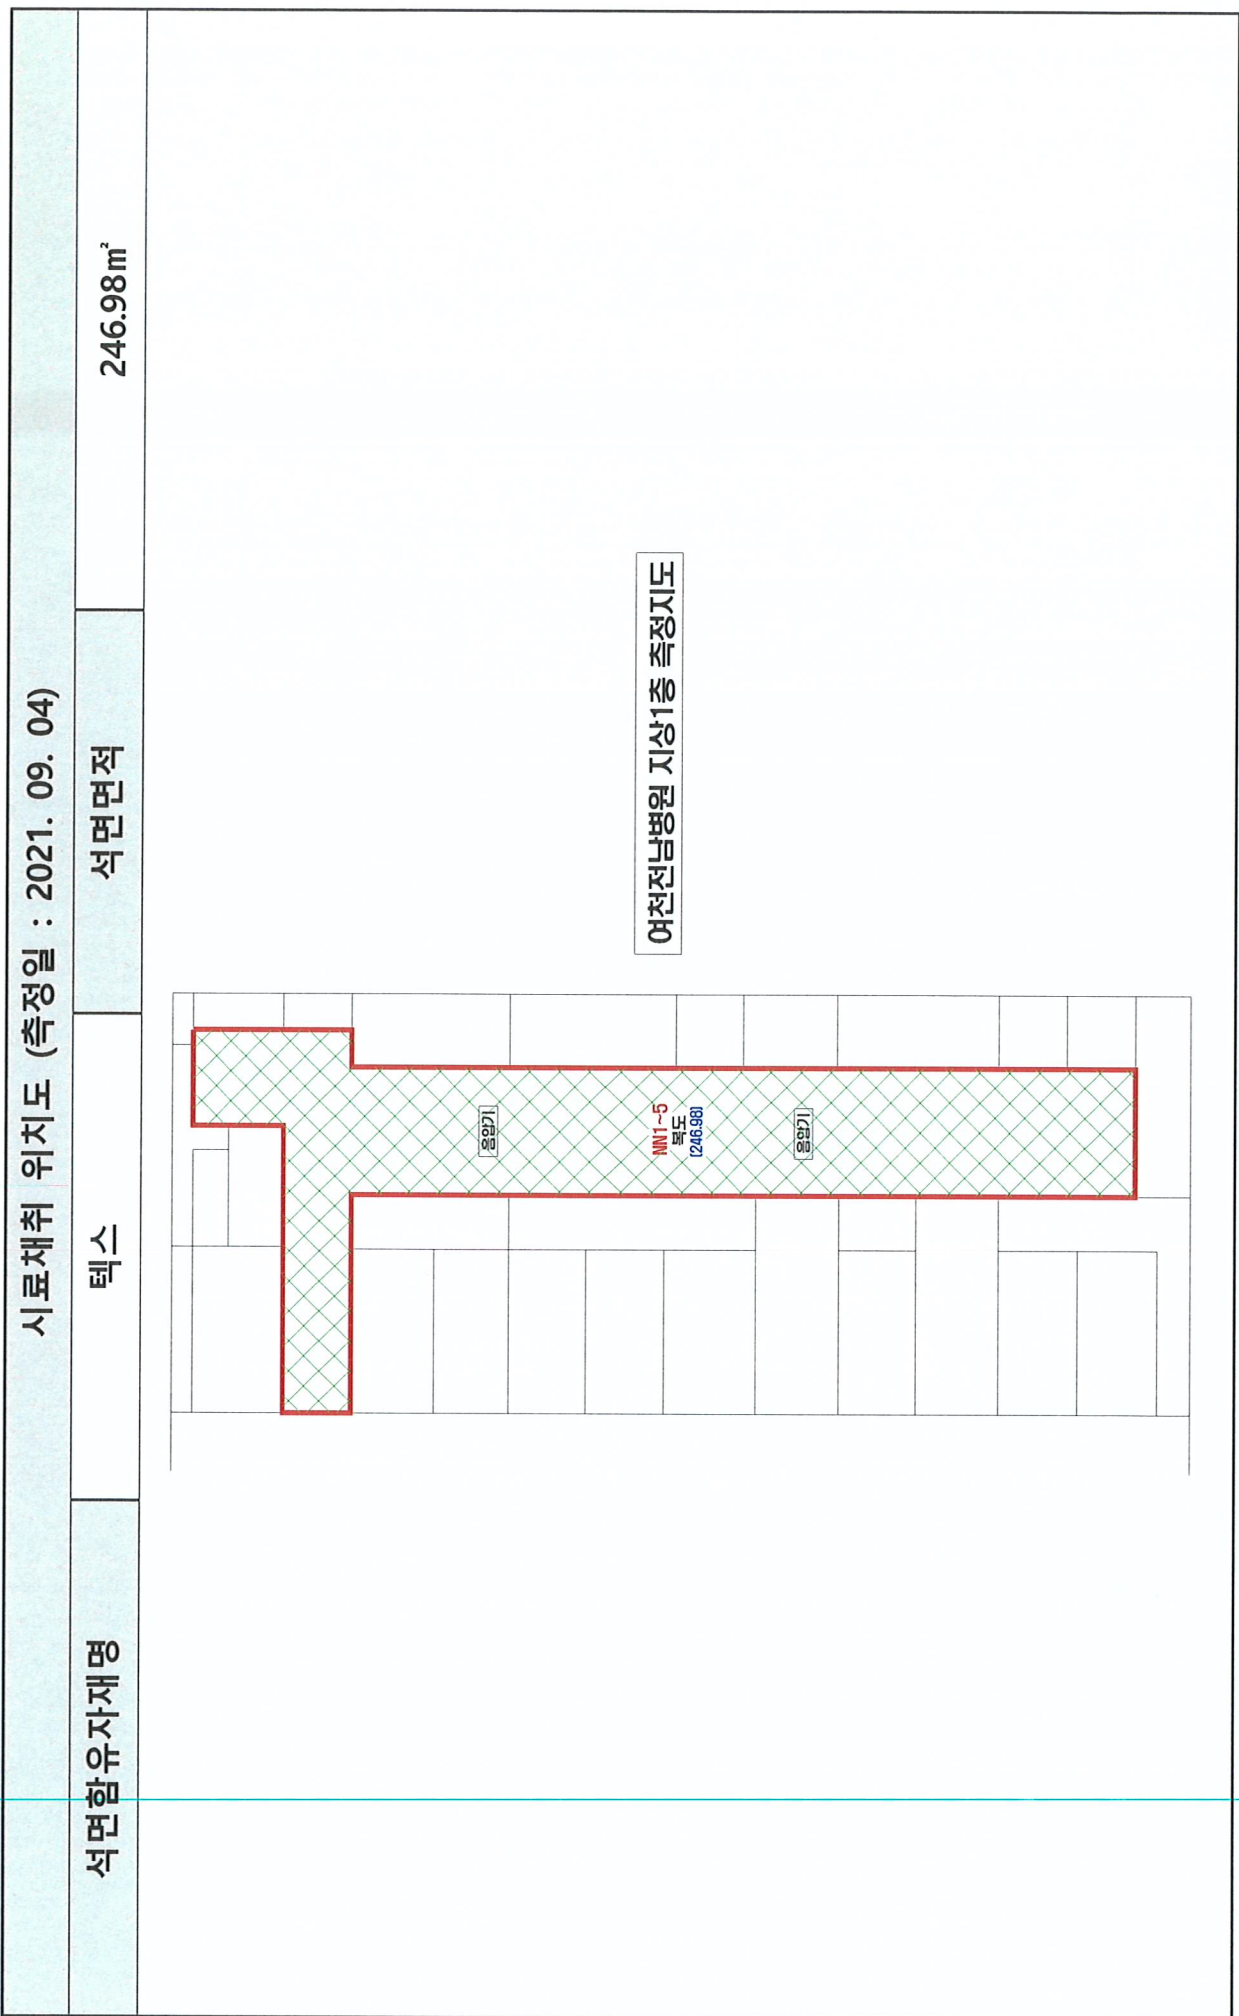 시료채취 위치도 (측정일 : 2021. 09. 04)
석면함유자재명
텍스
석면면적
246.98㎡
음압기
NN1~5
복도
(246.98)
음압기
여천전남병원 지상1층 측정지도